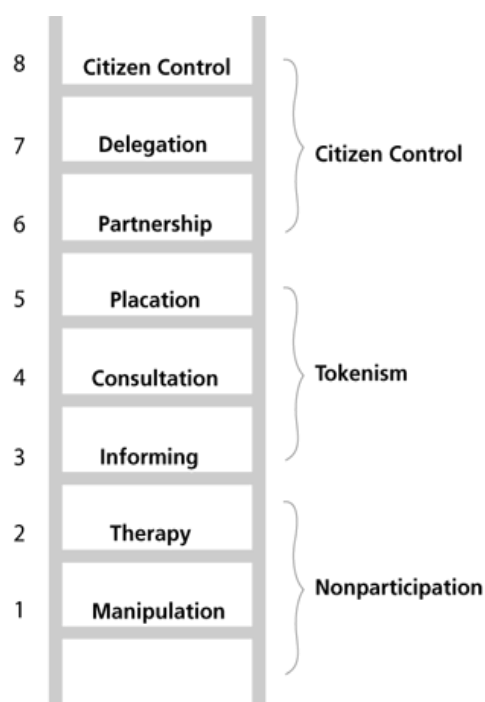 8 Citizen Control
7 Delegation
Citizen Control
6 Partnership
5 Placation
4 Consultation
Tokenism
3 Informing
2 Therapy
Nonparticipation
1 Manipulation